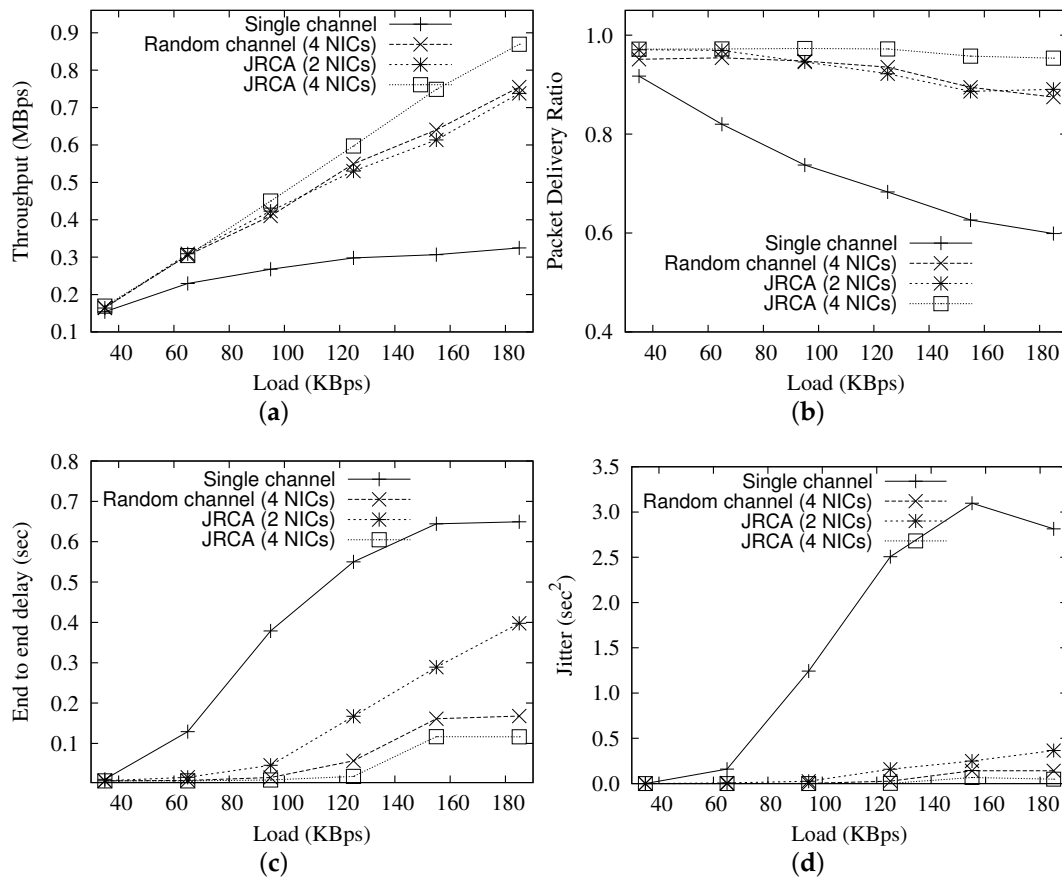 0.9
0.8
0.7
0.6
0.5
0.4
0.3
0.2
0.1
40 60 80 100 120 140 160 180
Throughput (MBps)
Load (KBps)
Single channel
Random channel (4 NICs)
JRCA (2 NICs)
JRCA (4 NICs)
(a)
1.0
0.8
0.6
0.4
40 60 80 100 120 140 160 180
Packet Delivery Ratio
Load (KBps)
Single channel
Random channel (4 NICs)
JRCA (2 NICs)
JRCA (4 NICs)
(b)
0.8
0.7
0.6
0.5
0.4
0.3
0.2
0.1
40 60 80 100 120 140 160 180
End to end delay (sec)
Load (KBps)
Single channel
Random channel (4 NICs)
JRCA (2 NICs)
JRCA (4 NICs)
(c)
3.5
3.0
2.5
2.0
1.5
1.0
0.5
0.0
40 60 80 100 120 140 160 180
Jitter (sec²)
Load (KBps)
Single channel
Random channel (4 NICs)
JRCA (2 NICs)
JRCA (4 NICs)
(d)